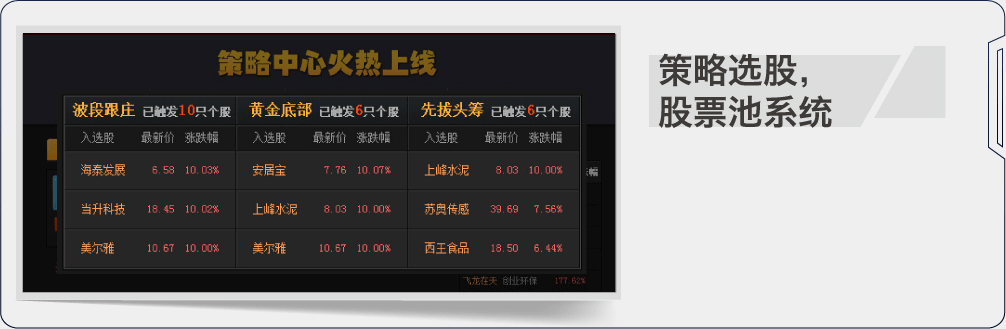 策略中心火热上线
波段跟庄 已触发10只个股 黄金底部 已触发6只个股 先拔头筹 已触发6只个股
入选股 最新价 涨跌幅 入选股 最新价 涨跌幅 入选股 最新价 涨跌幅
海泰发展 6.58 10.03% 安居宝 7.76 10.07% 上峰水泥 8.03 10.00%
幅
当升科技 18.45 10.02% 上峰水泥 8.03 10.00% 苏奥传感 39.69 7.56%
美尔雅 10.67 10.00% 美尔雅 10.67 10.00% 西王食品 18.50 6.44%
飞龙在天 创业环保 177.62%
策略选股，
股票池系统